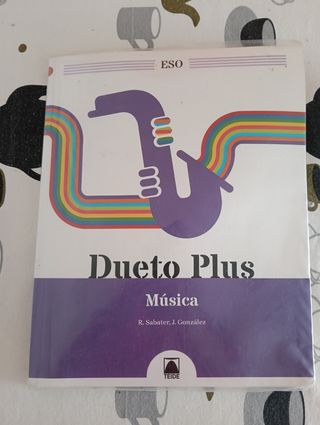 ESO
Dueto Plus
Música
R. Sabater, J. González
TEIDE